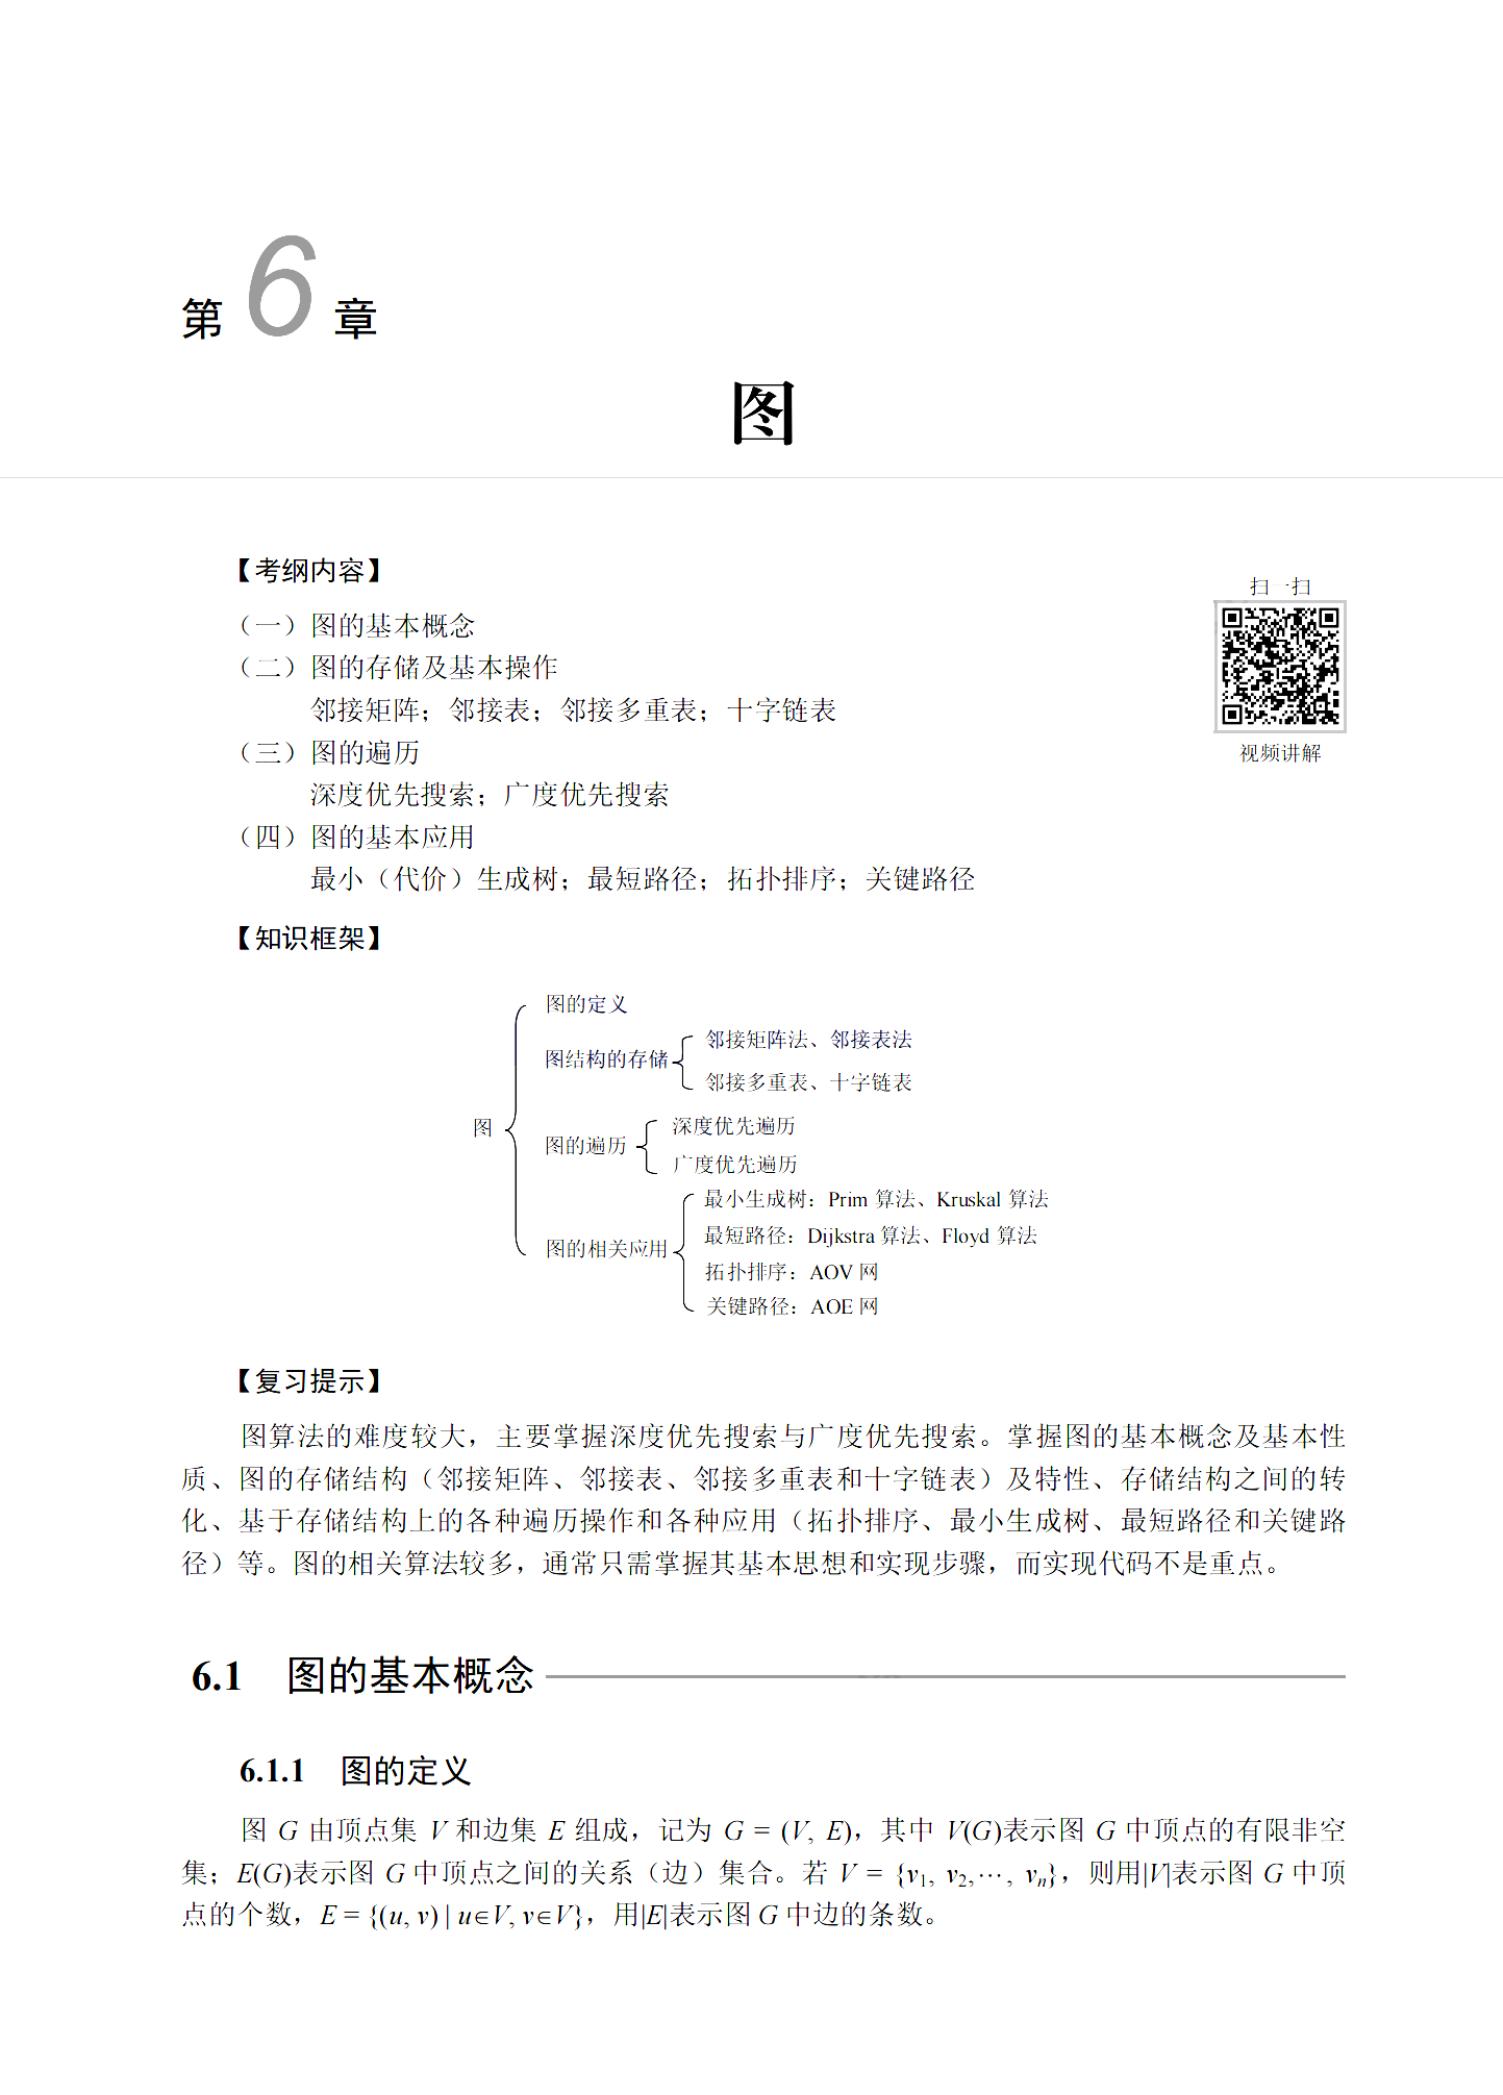 第6章
图
【考纲内容】
扫一扫
（一）图的基本概念
（二）图的存储及基本操作
邻接矩阵；邻接表；邻接多重表；十字链表
（三）图的遍历
视频讲解
深度优先搜索；广度优先搜索
（四）图的基本应用
最小（代价）生成树；最短路径；拓扑排序；关键路径
【知识框架】
图
图的定义
图结构的存储
邻接矩阵法、邻接表法
邻接多重表、十字链表
图的遍历
深度优先遍历
广度优先遍历
图的相关应用
最小生成树：Prim 算法、Kruskal 算法
最短路径：Dijkstra 算法、Floyd 算法
拓扑排序：AOV 网
关键路径：AOE 网
【复习提示】
图算法的难度较大，主要掌握深度优先搜索与广度优先搜索。掌握图的基本概念及基本性
质、图的存储结构（邻接矩阵、邻接表、邻接多重表和十字链表）及特性、存储结构之间的转
化、基于存储结构上的各种遍历操作和各种应用（拓扑排序、最小生成树、最短路径和关键路
径）等。图的相关算法较多，通常只需掌握其基本思想和实现步骤，而实现代码不是重点。
6.1 图的基本概念
6.1.1 图的定义
图 G 由顶点集 V 和边集 E 组成，记为 G = (V, E)，其中 V(G)表示图 G 中顶点的有限非空
集；E(G)表示图 G 中顶点之间的关系（边）集合。若 V = {v₁, v₂,⋯, vₙ}，则用|V|表示图 G 中顶
点的个数，E = {(u, v) | u∈V, v∈V}，用|E|表示图 G 中边的条数。